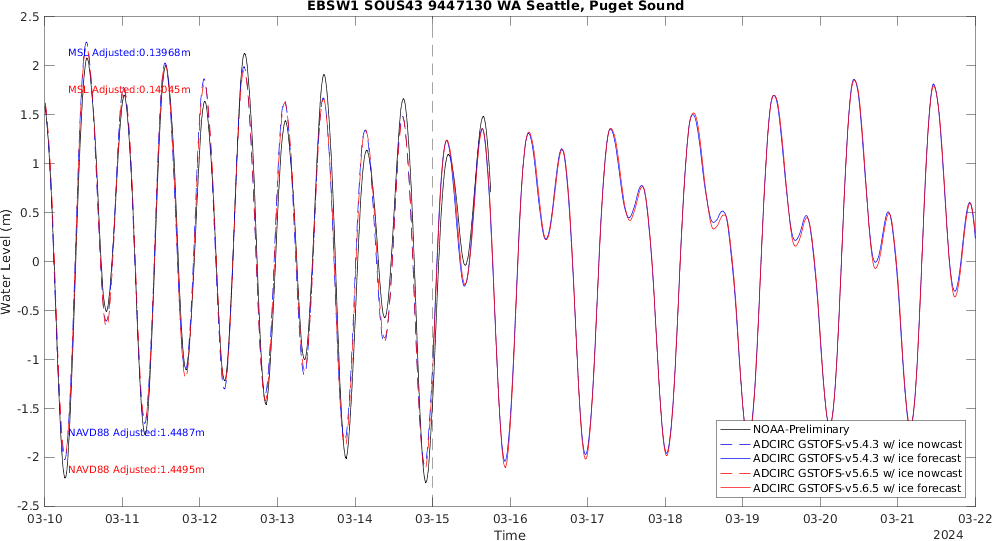 EBSW1 SOUS43 9447130 WA Seattle, Puget Sound
2.5
2
1.5
1
0.5
0
-0.5
-1
-1.5
-2
-2.5
Water Level (m)
MSL Adjusted:0.13968m
MSL Adjusted:0.14045m
NAVD88 Adjusted:1.4487m
NAVD88 Adjusted:1.4495m
NOAA-Preliminary
ADCIRC GSTOFS-v5.4.3 w/ ice nowcast
ADCIRC GSTOFS-v5.4.3 w/ ice forecast
ADCIRC GSTOFS-v5.6.5 w/ ice nowcast
ADCIRC GSTOFS-v5.6.5 w/ ice forecast
03-10 03-11 03-12 03-13 03-14 03-15 03-16 03-17 03-18 03-19 03-20 03-21 03-22
Time
2024